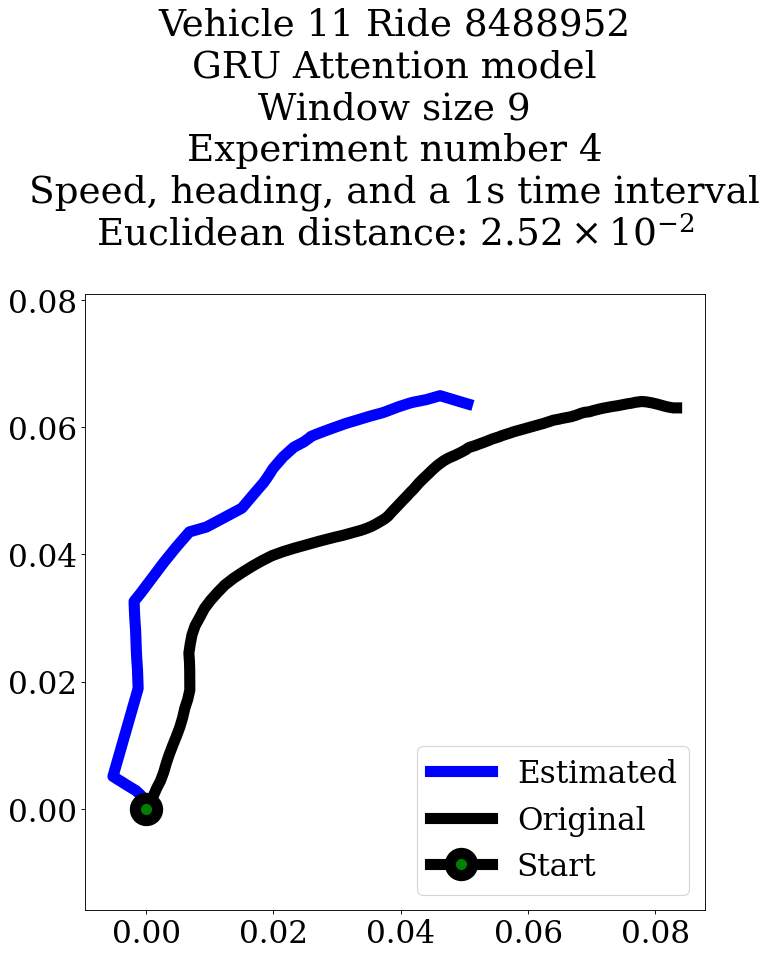 Vehicle 11 Ride 8488952
GRU Attention model
Window size 9
Experiment number 4
Speed, heading, and a 1s time interval
Euclidean distance: 2.52 × 10⁻²
0.08
0.06
0.04
0.02
0.00
Estimated
Original
Start
0.00 0.02 0.04 0.06 0.08